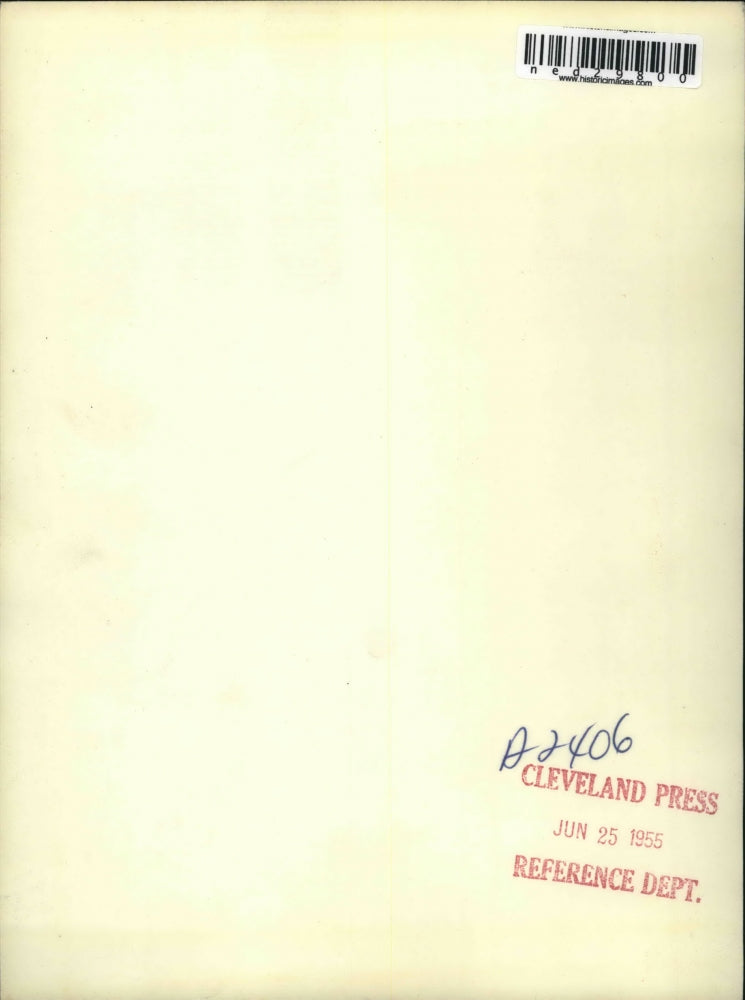 ned29800
www.historicimages.com
A2406
CLEVELAND PRESS
JUN 25 1955
REFERENCE DEPT.